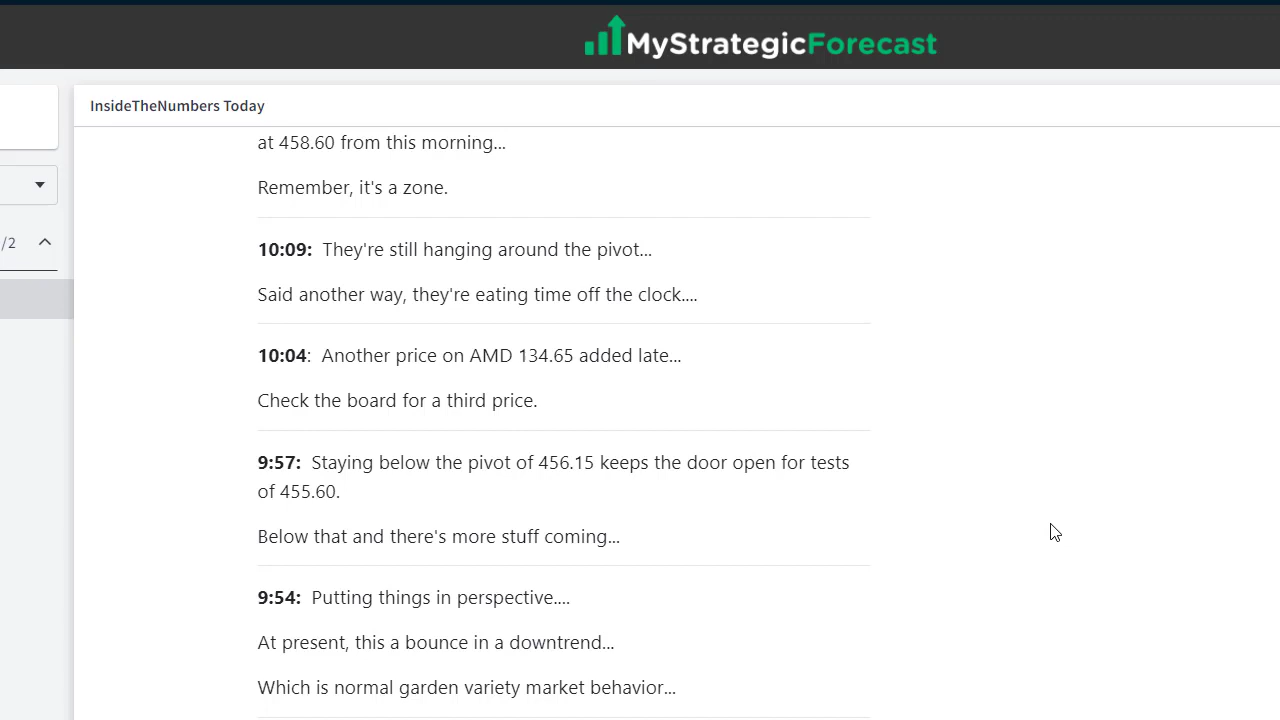 MyStrategicForecast
InsideTheNumbers Today
at 458.60 from this morning...
Remember, it's a zone.
/2
10:09: They're still hanging around the pivot...
Said another way, they're eating time off the clock....
10:04: Another price on AMD 134.65 added late...
Check the board for a third price.
9:57: Staying below the pivot of 456.15 keeps the door open for tests
of 455.60.
Below that and there's more stuff coming...
9:54: Putting things in perspective....
At present, this a bounce in a downtrend...
Which is normal garden variety market behavior...